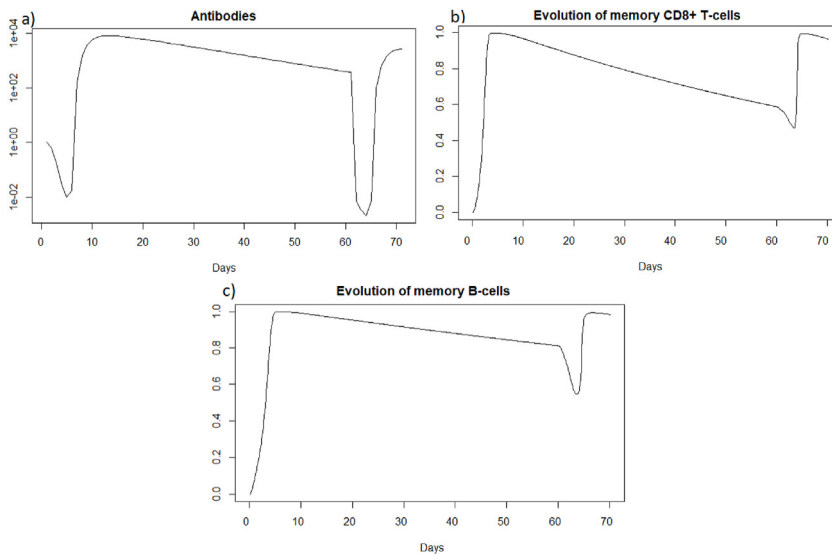 a)
Antibodies
1e+04
1e+02
1e+00
1e-02
0 10 20 30 40 50 60 70
Days
b)
Evolution of memory CD8+ T-cells
1.0
0.8
0.6
0.4
0.2
0.0
0 10 20 30 40 50 60 70
Days
c)
Evolution of memory B-cells
1.0
0.8
0.6
0.4
0.2
0.0
0 10 20 30 40 50 60 70
Days